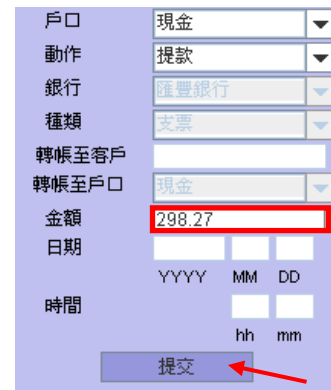 戶口 現金
動作 提款
銀行 匯豐銀行
種類 支票
轉帳至客戶
轉帳至戶口 現金
金額 298.27
日期
YYYY MM DD
時間
hh mm
提交